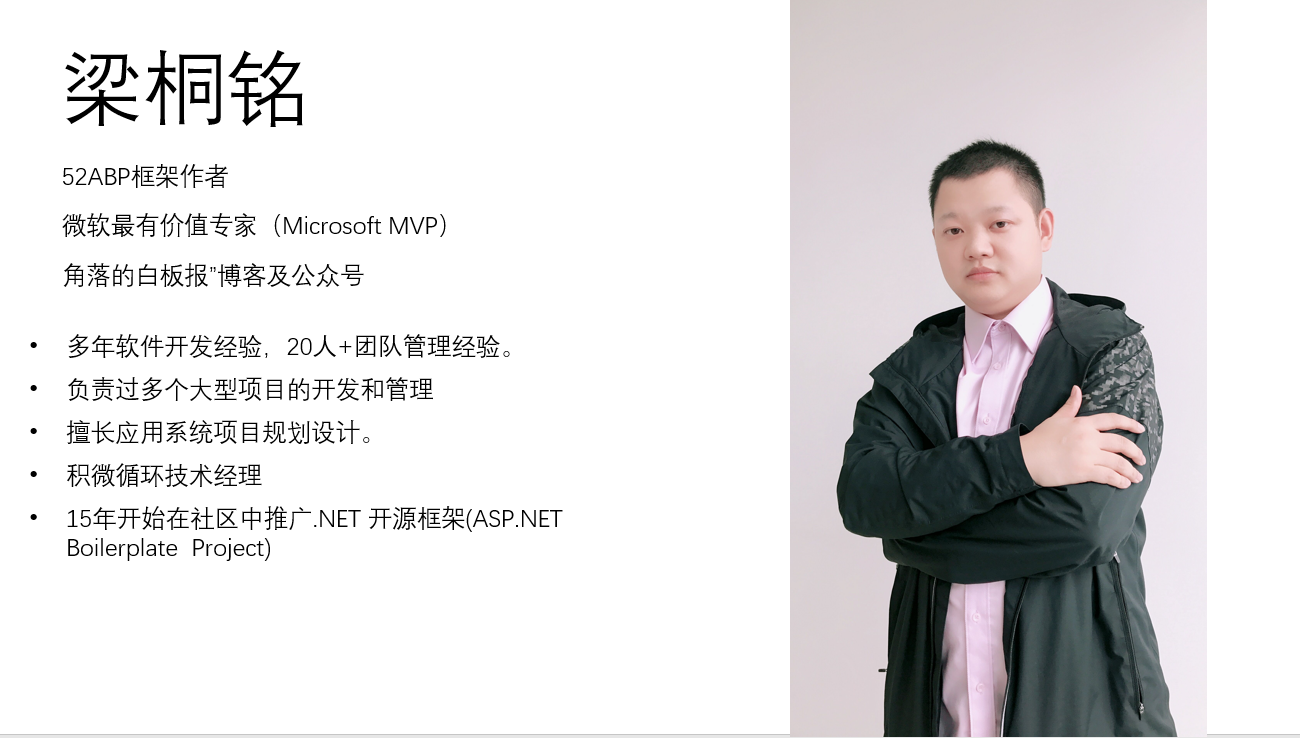 梁桐铭
52ABP框架作者
微软最有价值专家（Microsoft MVP）
角落的白板报”博客及公众号
• 多年软件开发经验，20人+团队管理经验。
• 负责过多个大型项目的开发和管理
• 擅长应用系统项目规划设计。
• 积微循环技术经理
• 15年开始在社区中推广.NET 开源框架(ASP.NET
Boilerplate Project)